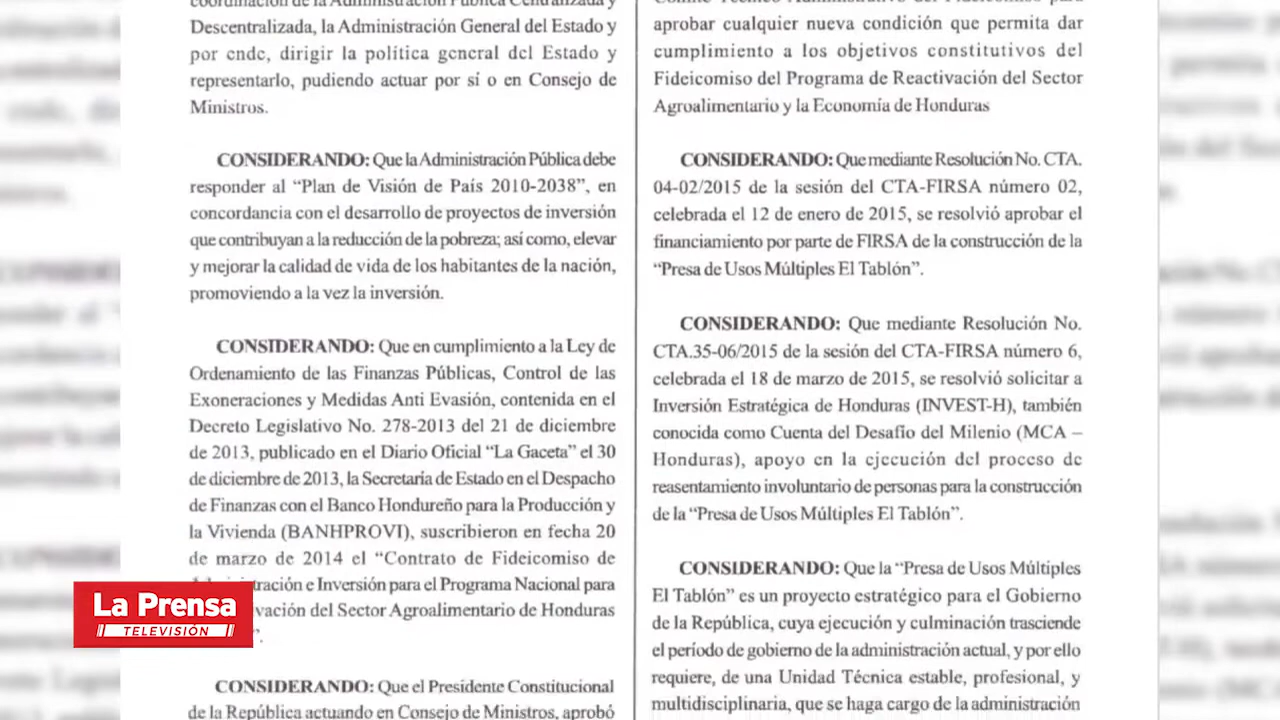 coordinación de la Administración Pública Centralizada y
Descentralizada, la Administración General del Estado y
por ende, dirigir la política general del Estado y
representarlo, pudiendo actuar por sí o en Consejo de
Ministros.
CONSIDERANDO: Que la Administración Pública debe
responder al “Plan de Visión de País 2010-2038”, en
concordancia con el desarrollo de proyectos de inversión
que contribuyan a la reducción de la pobreza; así como, elevar
y mejorar la calidad de vida de los habitantes de la nación,
promoviendo a la vez la inversión.
CONSIDERANDO: Que en cumplimiento a la Ley de
Ordenamiento de las Finanzas Públicas, Control de las
Exoneraciones y Medidas Anti Evasión, contenida en el
Decreto Legislativo No. 278-2013 del 21 de diciembre
de 2013, publicado en el Diario Oficial “La Gaceta” el 30
de diciembre de 2013, la Secretaría de Estado en el Despacho
de Finanzas con el Banco Hondureño para la Producción y
la Vivienda (BANHPROVI), suscribieron en fecha 20
de marzo de 2014 el “Contrato de Fideicomiso de
e Inversión para el Programa Nacional para
del Sector Agroalimentario de Honduras
”.
CONSIDERANDO: Que el Presidente Constitucional
de la República actuando en Consejo de Ministros, aprobó
Comité Técnico Administrativo del Fideicomiso para
aprobar cualquier nueva condición que permita dar
cumplimiento a los objetivos constitutivos del
Fideicomiso del Programa de Reactivación del Sector
Agroalimentario y la Economía de Honduras
CONSIDERANDO: Que mediante Resolución No. CTA.
04-02/2015 de la sesión del CTA-FIRSA número 02,
celebrada el 12 de enero de 2015, se resolvió aprobar el
financiamiento por parte de FIRSA de la construcción de la
“Presa de Usos Múltiples El Tablón”.
CONSIDERANDO: Que mediante Resolución No.
CTA.35-06/2015 de la sesión del CTA-FIRSA número 6,
celebrada el 18 de marzo de 2015, se resolvió solicitar a
Inversión Estratégica de Honduras (INVEST-H), también
conocida como Cuenta del Desafío del Milenio (MCA –
Honduras), apoyo en la ejecución del proceso de
reasentamiento involuntario de personas para la construcción
de la “Presa de Usos Múltiples El Tablón”.
CONSIDERANDO: Que la “Presa de Usos Múltiples
El Tablón” es un proyecto estratégico para el Gobierno
de la República, cuya ejecución y culminación trasciende
el período de gobierno de la administración actual, y por ello
requiere, de una Unidad Técnica estable, profesional, y
multidisciplinaria, que se haga cargo de la administración
La Prensa
TELEVISIÓN